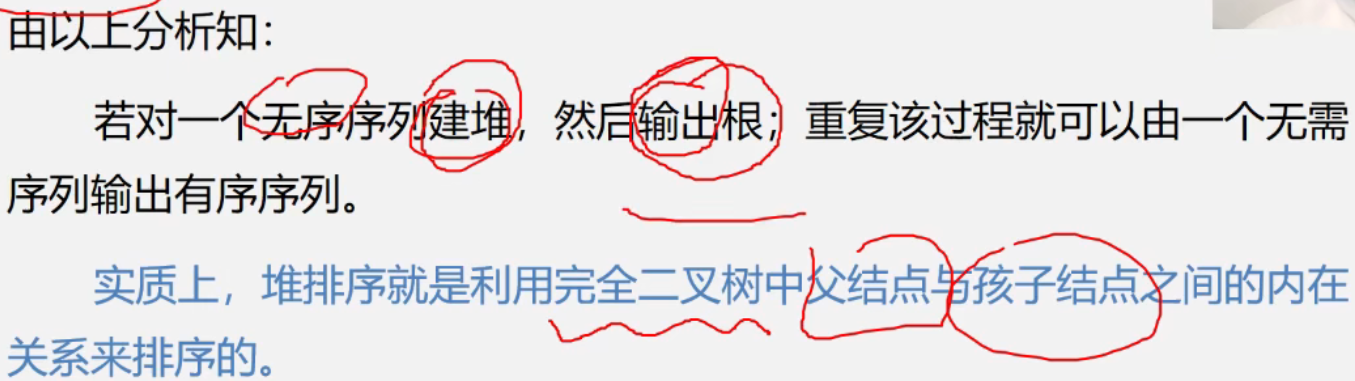 由以上分析知：
若对一个无序序列建堆，然后输出根；重复该过程就可以由一个无需
序列输出有序序列。
实质上，堆排序就是利用完全二叉树中父结点与孩子结点之间的内在
关系来排序的。